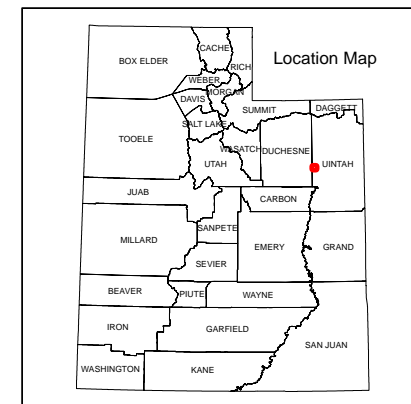 Location Map
CACHE
BOX ELDER
RICH
WEBER
MORGAN
DAVIS
SUMMIT
DAGGETT
SALT LAKE
TOOELE
WASATCH
DUCHESNE
UINTAH
UTAH
JUAB
CARBON
SANPETE
MILLARD
EMERY
GRAND
SEVIER
BEAVER
PIUTE
WAYNE
IRON
GARFIELD
SAN JUAN
WASHINGTON
KANE